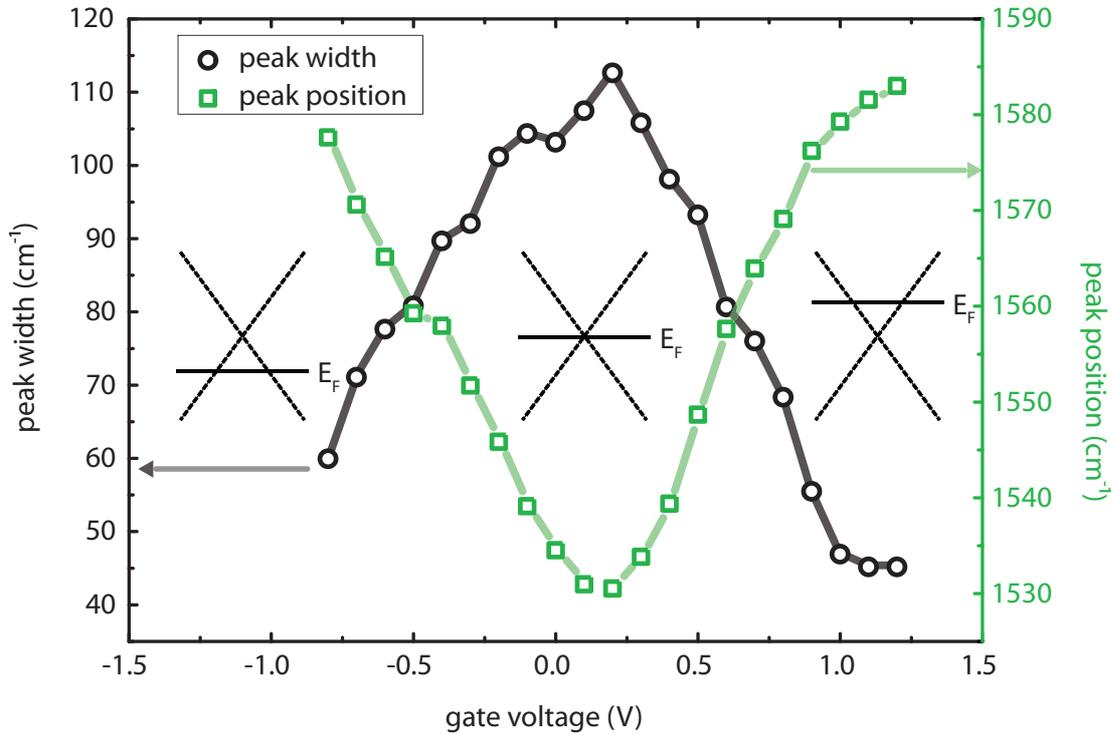 peak width
peak position
120
110
100
90
80
70
60
50
40
peak width (cm⁻¹)
1590
1580
1570
1560
1550
1540
1530
peak position (cm⁻¹)
E_F
E_F
E_F
-1.5
-1.0
-0.5
0.0
0.5
1.0
1.5
gate voltage (V)